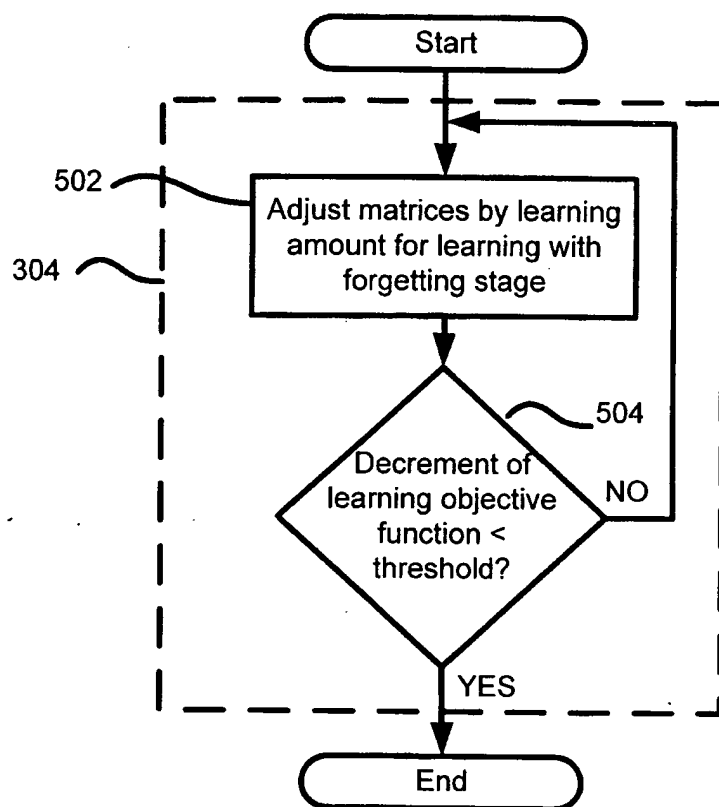 Start
502
Adjust matrices by learning
amount for learning with
forgetting stage
304
504
Decrement of
learning objective
function <
threshold?
NO
YES
End